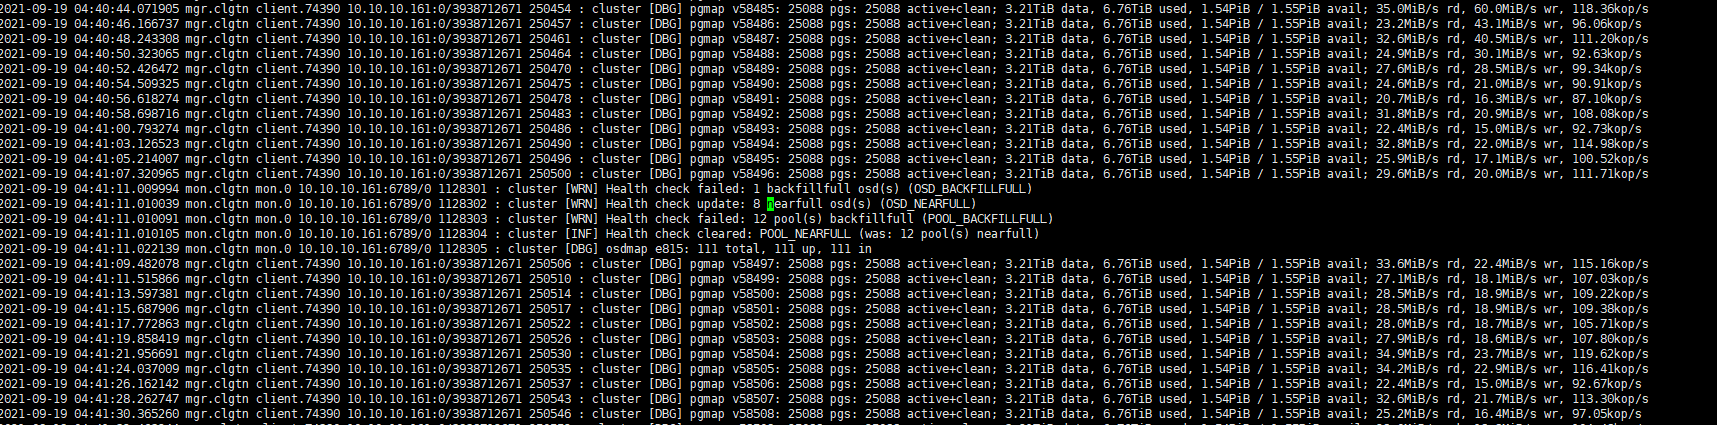 2021-09-19 04:40:44.071905 mgr.clgtn client.74390 10.10.10.161:0/3938712671 250454 : cluster [DBG] pgmap v58485: 25088 pgs: 25088 active+clean; 3.21TiB data, 6.76TiB used, 1.54PiB / 1.55PiB avail; 35.0MiB/s rd, 60.0MiB/s wr, 118.36kop/s
2021-09-19 04:40:46.166737 mgr.clgtn client.74390 10.10.10.161:0/3938712671 250457 : cluster [DBG] pgmap v58486: 25088 pgs: 25088 active+clean; 3.21TiB data, 6.76TiB used, 1.54PiB / 1.55PiB avail; 23.2MiB/s rd, 43.1MiB/s wr, 96.06kop/s
2021-09-19 04:40:48.243308 mgr.clgtn client.74390 10.10.10.161:0/3938712671 250461 : cluster [DBG] pgmap v58487: 25088 pgs: 25088 active+clean; 3.21TiB data, 6.76TiB used, 1.54PiB / 1.55PiB avail; 32.6MiB/s rd, 40.5MiB/s wr, 111.20kop/s
2021-09-19 04:40:50.323065 mgr.clgtn client.74390 10.10.10.161:0/3938712671 250464 : cluster [DBG] pgmap v58488: 25088 pgs: 25088 active+clean; 3.21TiB data, 6.76TiB used, 1.54PiB / 1.55PiB avail; 24.9MiB/s rd, 30.1MiB/s wr, 92.63kop/s
2021-09-19 04:40:52.426472 mgr.clgtn client.74390 10.10.10.161:0/3938712671 250470 : cluster [DBG] pgmap v58489: 25088 pgs: 25088 active+clean; 3.21TiB data, 6.76TiB used, 1.54PiB / 1.55PiB avail; 27.6MiB/s rd, 28.5MiB/s wr, 99.34kop/s
2021-09-19 04:40:54.509325 mgr.clgtn client.74390 10.10.10.161:0/3938712671 250475 : cluster [DBG] pgmap v58490: 25088 pgs: 25088 active+clean; 3.21TiB data, 6.76TiB used, 1.54PiB / 1.55PiB avail; 24.6MiB/s rd, 21.0MiB/s wr, 90.91kop/s
2021-09-19 04:40:56.618274 mgr.clgtn client.74390 10.10.10.161:0/3938712671 250478 : cluster [DBG] pgmap v58491: 25088 pgs: 25088 active+clean; 3.21TiB data, 6.76TiB used, 1.54PiB / 1.55PiB avail; 20.7MiB/s rd, 16.3MiB/s wr, 87.10kop/s
2021-09-19 04:40:58.698716 mgr.clgtn client.74390 10.10.10.161:0/3938712671 250483 : cluster [DBG] pgmap v58492: 25088 pgs: 25088 active+clean; 3.21TiB data, 6.76TiB used, 1.54PiB / 1.55PiB avail; 31.8MiB/s rd, 20.9MiB/s wr, 108.08kop/s
2021-09-19 04:41:00.793274 mgr.clgtn client.74390 10.10.10.161:0/3938712671 250486 : cluster [DBG] pgmap v58493: 25088 pgs: 25088 active+clean; 3.21TiB data, 6.76TiB used, 1.54PiB / 1.55PiB avail; 22.4MiB/s rd, 15.0MiB/s wr, 92.73kop/s
2021-09-19 04:41:03.126523 mgr.clgtn client.74390 10.10.10.161:0/3938712671 250490 : cluster [DBG] pgmap v58494: 25088 pgs: 25088 active+clean; 3.21TiB data, 6.76TiB used, 1.54PiB / 1.55PiB avail; 32.8MiB/s rd, 22.0MiB/s wr, 114.98kop/s
2021-09-19 04:41:05.214007 mgr.clgtn client.74390 10.10.10.161:0/3938712671 250496 : cluster [DBG] pgmap v58495: 25088 pgs: 25088 active+clean; 3.21TiB data, 6.76TiB used, 1.54PiB / 1.55PiB avail; 25.9MiB/s rd, 17.1MiB/s wr, 100.52kop/s
2021-09-19 04:41:07.320965 mgr.clgtn client.74390 10.10.10.161:0/3938712671 250500 : cluster [DBG] pgmap v58496: 25088 pgs: 25088 active+clean; 3.21TiB data, 6.76TiB used, 1.54PiB / 1.55PiB avail; 29.6MiB/s rd, 20.0MiB/s wr, 111.71kop/s
2021-09-19 04:41:11.009994 mon.clgtn mon.0 10.10.10.161:6789/0 1128301 : cluster [WRN] Health check failed: 1 backfillfull osd(s) (OSD_BACKFILLFULL)
2021-09-19 04:41:11.010039 mon.clgtn mon.0 10.10.10.161:6789/0 1128302 : cluster [WRN] Health check update: 8 nearfull osd(s) (OSD_NEARFULL)
2021-09-19 04:41:11.010091 mon.clgtn mon.0 10.10.10.161:6789/0 1128303 : cluster [WRN] Health check failed: 12 pool(s) backfillfull (POOL_BACKFILLFULL)
2021-09-19 04:41:11.010105 mon.clgtn mon.0 10.10.10.161:6789/0 1128304 : cluster [INF] Health check cleared: POOL_NEARFULL (was: 12 pool(s) nearfull)
2021-09-19 04:41:11.022139 mon.clgtn mon.0 10.10.10.161:6789/0 1128305 : cluster [DBG] osdmap e815: 111 total, 111 up, 111 in
2021-09-19 04:41:09.482078 mgr.clgtn client.74390 10.10.10.161:0/3938712671 250506 : cluster [DBG] pgmap v58497: 25088 pgs: 25088 active+clean; 3.21TiB data, 6.76TiB used, 1.54PiB / 1.55PiB avail; 33.6MiB/s rd, 22.4MiB/s wr, 115.16kop/s
2021-09-19 04:41:11.515866 mgr.clgtn client.74390 10.10.10.161:0/3938712671 250510 : cluster [DBG] pgmap v58499: 25088 pgs: 25088 active+clean; 3.21TiB data, 6.76TiB used, 1.54PiB / 1.55PiB avail; 27.1MiB/s rd, 18.1MiB/s wr, 107.03kop/s
2021-09-19 04:41:13.597381 mgr.clgtn client.74390 10.10.10.161:0/3938712671 250514 : cluster [DBG] pgmap v58500: 25088 pgs: 25088 active+clean; 3.21TiB data, 6.76TiB used, 1.54PiB / 1.55PiB avail; 28.5MiB/s rd, 18.9MiB/s wr, 109.22kop/s
2021-09-19 04:41:15.687906 mgr.clgtn client.74390 10.10.10.161:0/3938712671 250517 : cluster [DBG] pgmap v58501: 25088 pgs: 25088 active+clean; 3.21TiB data, 6.76TiB used, 1.54PiB / 1.55PiB avail; 28.5MiB/s rd, 18.9MiB/s wr, 109.38kop/s
2021-09-19 04:41:17.772863 mgr.clgtn client.74390 10.10.10.161:0/3938712671 250522 : cluster [DBG] pgmap v58502: 25088 pgs: 25088 active+clean; 3.21TiB data, 6.76TiB used, 1.54PiB / 1.55PiB avail; 28.0MiB/s rd, 18.7MiB/s wr, 105.71kop/s
2021-09-19 04:41:19.858419 mgr.clgtn client.74390 10.10.10.161:0/3938712671 250526 : cluster [DBG] pgmap v58503: 25088 pgs: 25088 active+clean; 3.21TiB data, 6.76TiB used, 1.54PiB / 1.55PiB avail; 27.9MiB/s rd, 18.6MiB/s wr, 107.80kop/s
2021-09-19 04:41:21.956691 mgr.clgtn client.74390 10.10.10.161:0/3938712671 250530 : cluster [DBG] pgmap v58504: 25088 pgs: 25088 active+clean; 3.21TiB data, 6.76TiB used, 1.54PiB / 1.55PiB avail; 34.9MiB/s rd, 23.7MiB/s wr, 119.62kop/s
2021-09-19 04:41:24.037009 mgr.clgtn client.74390 10.10.10.161:0/3938712671 250535 : cluster [DBG] pgmap v58505: 25088 pgs: 25088 active+clean; 3.21TiB data, 6.76TiB used, 1.54PiB / 1.55PiB avail; 34.2MiB/s rd, 22.9MiB/s wr, 116.41kop/s
2021-09-19 04:41:26.162142 mgr.clgtn client.74390 10.10.10.161:0/3938712671 250537 : cluster [DBG] pgmap v58506: 25088 pgs: 25088 active+clean; 3.21TiB data, 6.76TiB used, 1.54PiB / 1.55PiB avail; 22.4MiB/s rd, 15.0MiB/s wr, 92.67kop/s
2021-09-19 04:41:28.262747 mgr.clgtn client.74390 10.10.10.161:0/3938712671 250543 : cluster [DBG] pgmap v58507: 25088 pgs: 25088 active+clean; 3.21TiB data, 6.76TiB used, 1.54PiB / 1.55PiB avail; 32.6MiB/s rd, 21.7MiB/s wr, 113.30kop/s
2021-09-19 04:41:30.365260 mgr.clgtn client.74390 10.10.10.161:0/3938712671 250546 : cluster [DBG] pgmap v58508: 25088 pgs: 25088 active+clean; 3.21TiB data, 6.76TiB used, 1.54PiB / 1.55PiB avail; 25.2MiB/s rd, 16.4MiB/s wr, 97.05kop/s